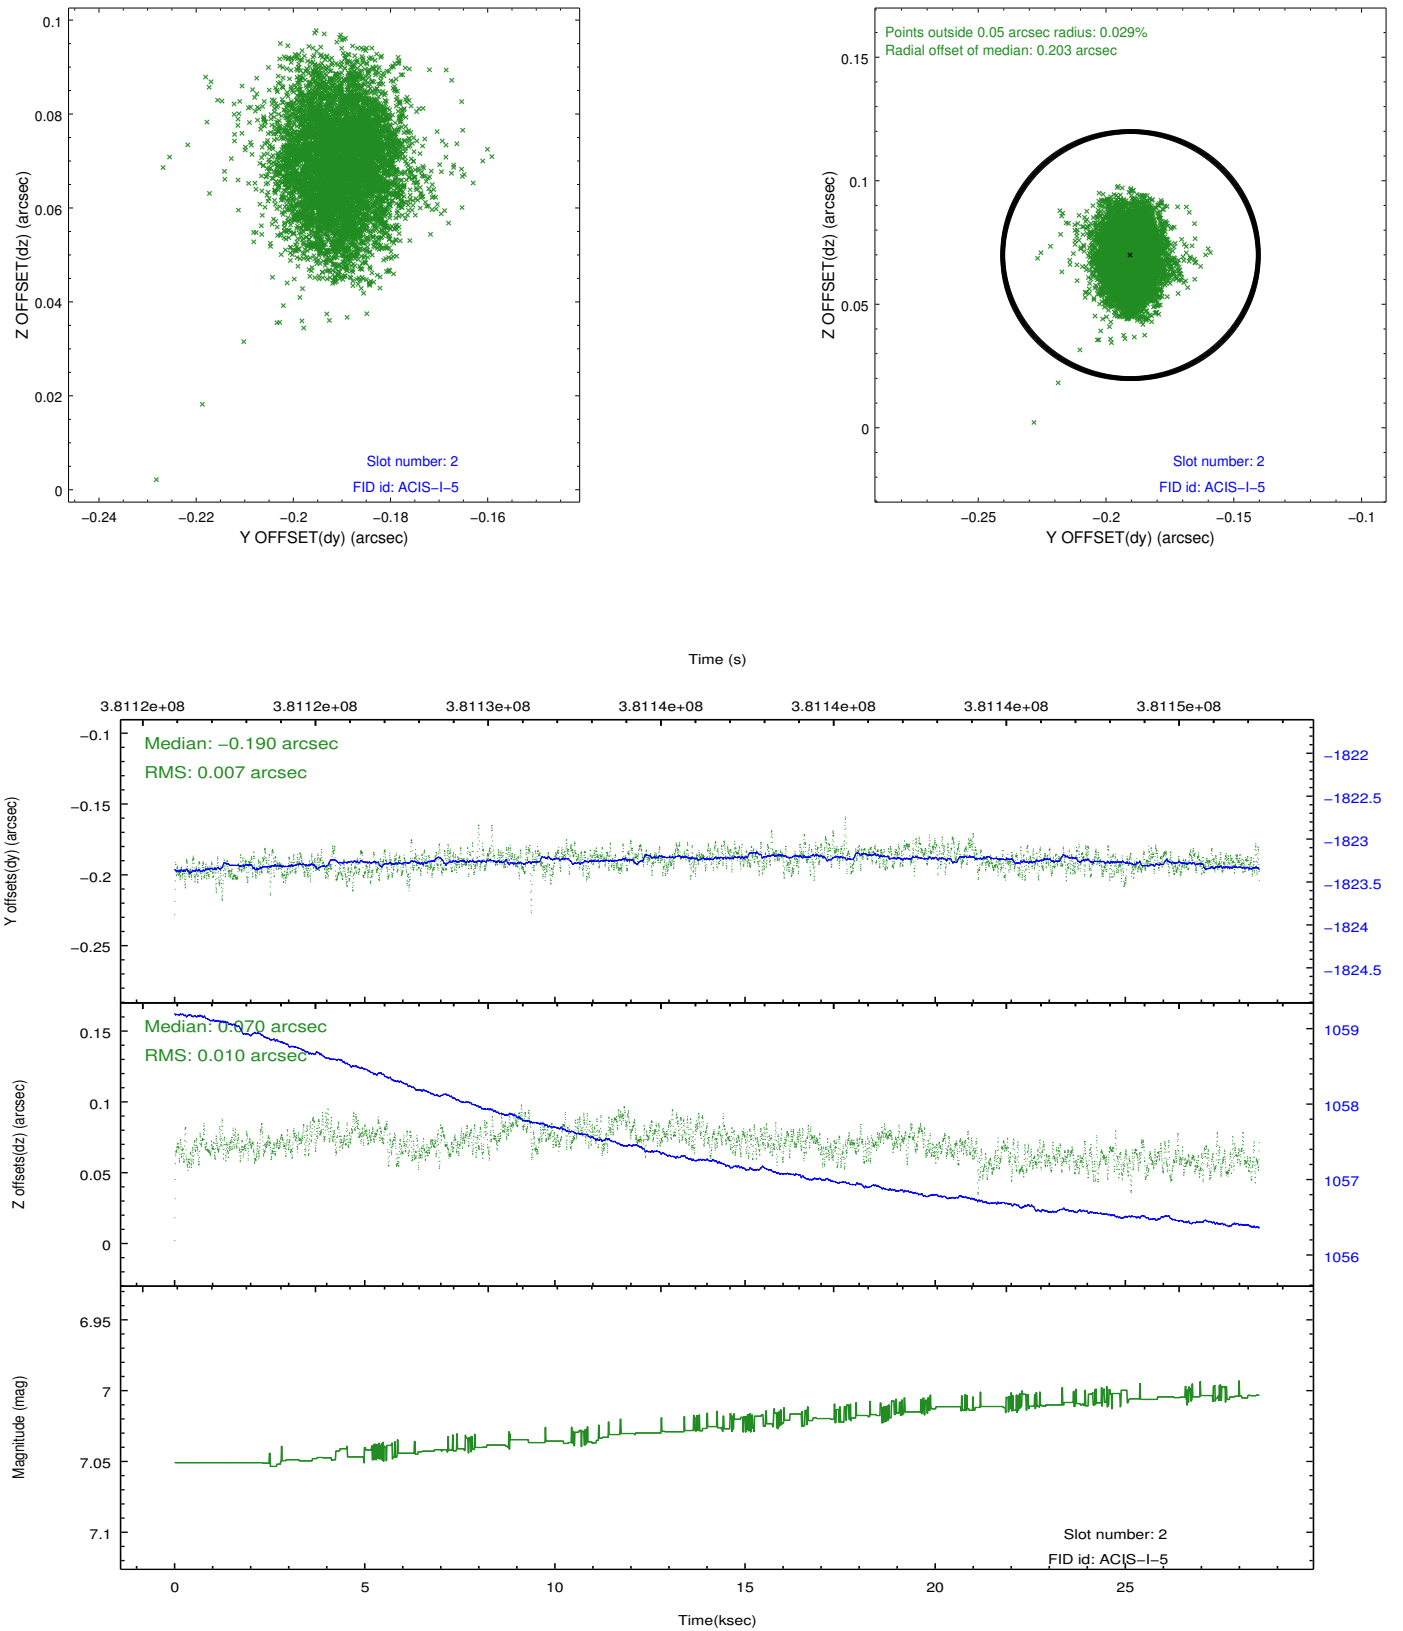 0.1
0.08
0.06
0.04
0.02
0
Z OFFSET(dz) (arcsec)
Slot number: 2
FID id: ACIS−I−5
−0.24 −0.22 −0.2 −0.18 −0.16
Y OFFSET(dy) (arcsec)
Points outside 0.05 arcsec radius: 0.029%
Radial offset of median: 0.203 arcsec
0.15
0.1
0.05
0
Z OFFSET(dz) (arcsec)
Slot number: 2
FID id: ACIS−I−5
−0.25 −0.2 −0.15 −0.1
Y OFFSET(dy) (arcsec)
Time (s)
3.8112e+08 3.8112e+08 3.8113e+08 3.8114e+08 3.8114e+08 3.8114e+08 3.8115e+08
Median: −0.190 arcsec
RMS: 0.007 arcsec
−0.1
−0.15
−0.2
−0.25
Y offsets(dy) (arcsec)
−1822
−1822.5
−1823
−1823.5
−1824
−1824.5
Median: 0.070 arcsec
RMS: 0.010 arcsec
0.15
0.1
0.05
0
Z offsets(dz) (arcsec)
1059
1058
1057
1056
6.95
7
7.05
7.1
Magnitude (mag)
Slot number: 2
FID id: ACIS−I−5
0 5 10 15 20 25
Time(ksec)